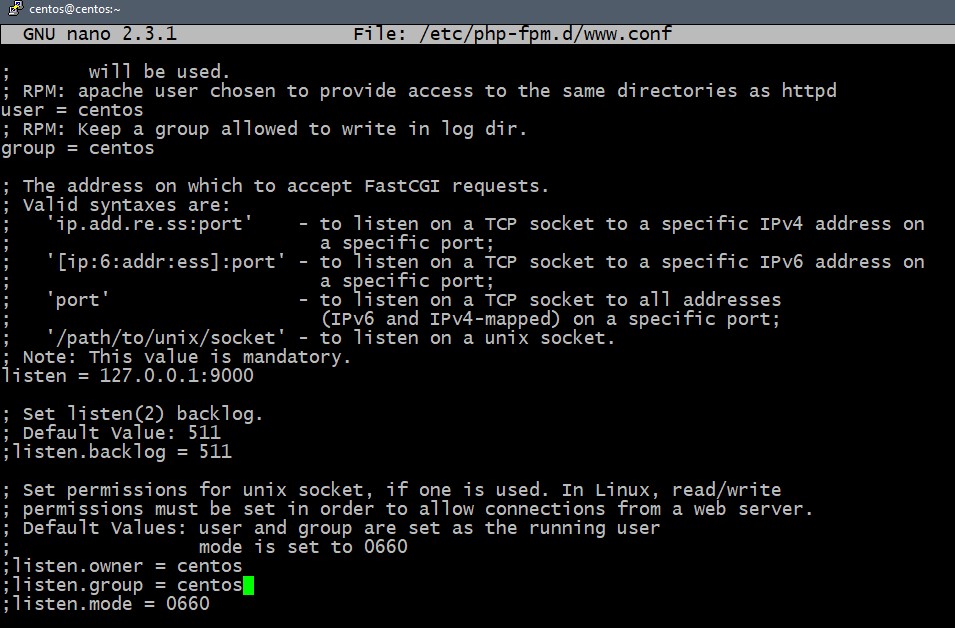 centos@centos:~
GNU nano 2.3.1 File: /etc/php-fpm.d/www.conf
;       will be used.
; RPM: apache user chosen to provide access to the same directories as httpd
user = centos
; RPM: Keep a group allowed to write in log dir.
group = centos
; The address on which to accept FastCGI requests.
; Valid syntaxes are:
;   'ip.add.re.ss:port'    - to listen on a TCP socket to a specific IPv4 address on
;                            a specific port;
;   '[ip:6:addr:ess]:port' - to listen on a TCP socket to a specific IPv6 address on
;                            a specific port;
;   'port'                 - to listen on a TCP socket to all addresses
;                            (IPv6 and IPv4-mapped) on a specific port;
;   '/path/to/unix/socket' - to listen on a unix socket.
; Note: This value is mandatory.
listen = 127.0.0.1:9000
; Set listen(2) backlog.
; Default Value: 511
;listen.backlog = 511
; Set permissions for unix socket, if one is used. In Linux, read/write
; permissions must be set in order to allow connections from a web server.
; Default Values: user and group are set as the running user
;                 mode is set to 0660
;listen.owner = centos
;listen.group = centos
;listen.mode = 0660